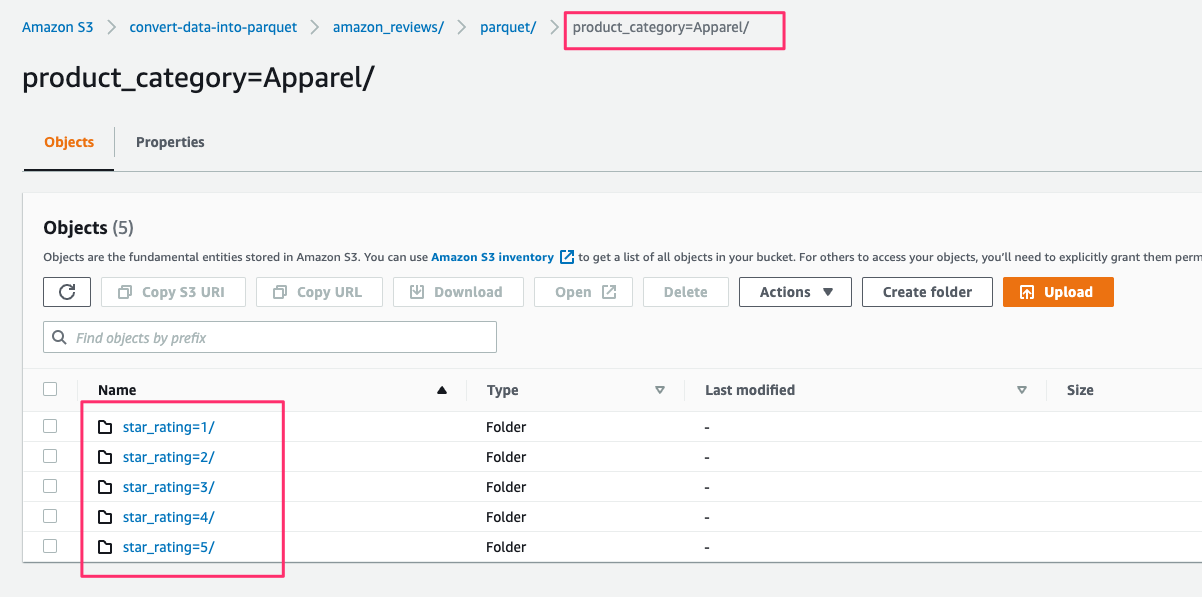 Amazon S3 > convert-data-into-parquet > amazon_reviews/ > parquet/ > product_category=Apparel/
product_category=Apparel/
Objects Properties
Objects (5)
Objects are the fundamental entities stored in Amazon S3. You can use Amazon S3 inventory to get a list of all objects in your bucket. For others to access your objects, you'll need to explicitly grant them perm
Copy S3 URI Copy URL Download Open Delete Actions Create folder Upload
Find objects by prefix
Name Type Last modified Size
star_rating=1/ Folder -
star_rating=2/ Folder -
star_rating=3/ Folder -
star_rating=4/ Folder -
star_rating=5/ Folder -